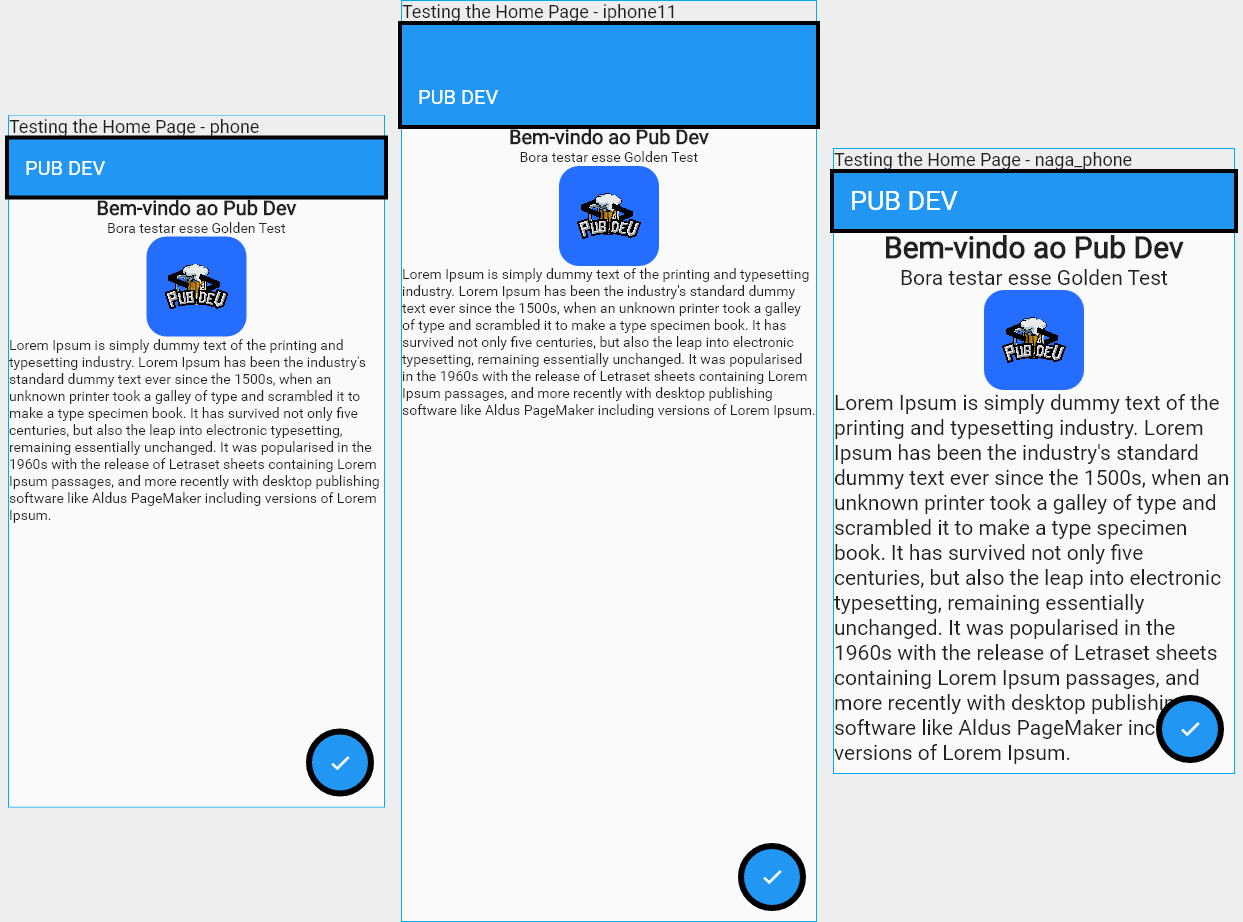 Testing the Home Page - phone
PUB DEV
Bem-vindo ao Pub Dev
Bora testar esse Golden Test
PUB DEV
Lorem Ipsum is simply dummy text of the printing and
typesetting industry. Lorem Ipsum has been the industry's
standard dummy text ever since the 1500s, when an
unknown printer took a galley of type and scrambled it to
make a type specimen book. It has survived not only five
centuries, but also the leap into electronic typesetting,
remaining essentially unchanged. It was popularised in the
1960s with the release of Letraset sheets containing Lorem
Ipsum passages, and more recently with desktop publishing
software like Aldus PageMaker including versions of Lorem
Ipsum.
Testing the Home Page - iphone11
PUB DEV
Bem-vindo ao Pub Dev
Bora testar esse Golden Test
PUB DEV
Lorem Ipsum is simply dummy text of the printing and typesetting
industry. Lorem Ipsum has been the industry's standard dummy
text ever since the 1500s, when an unknown printer took a galley
of type and scrambled it to make a type specimen book. It has
survived not only five centuries, but also the leap into electronic
typesetting, remaining essentially unchanged. It was popularised
in the 1960s with the release of Letraset sheets containing Lorem
Ipsum passages, and more recently with desktop publishing
software like Aldus PageMaker including versions of Lorem Ipsum.
Testing the Home Page - naga_phone
PUB DEV
Bem-vindo ao Pub Dev
Bora testar esse Golden Test
PUB DEV
Lorem Ipsum is simply dummy text of the
printing and typesetting industry. Lorem
Ipsum has been the industry's standard
dummy text ever since the 1500s, when an
unknown printer took a galley of type and
scrambled it to make a type specimen
book. It has survived not only five
centuries, but also the leap into electronic
typesetting, remaining essentially
unchanged. It was popularised in the
1960s with the release of Letraset sheets
containing Lorem Ipsum passages, and
more recently with desktop
software like Aldus PageMaker
versions of Lorem Ipsum.